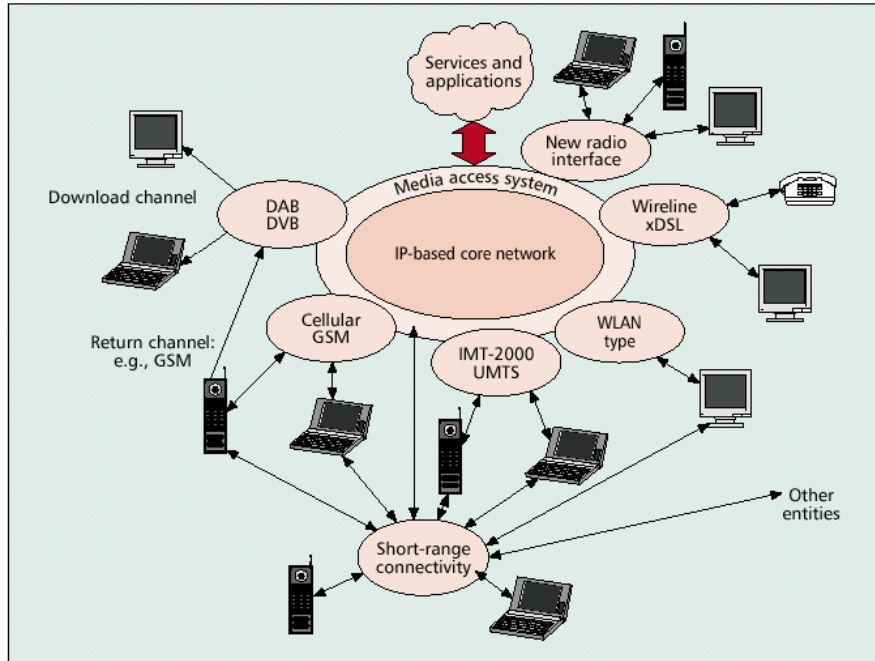 Services and
applications
New radio
interface
Media access system
Download channel
DAB
DVB
Wireline
xDSL
IP-based core network
Cellular
GSM
WLAN
type
Return channel:
e.g., GSM
IMT-2000
UMTS
Other
entities
Short-range
connectivity